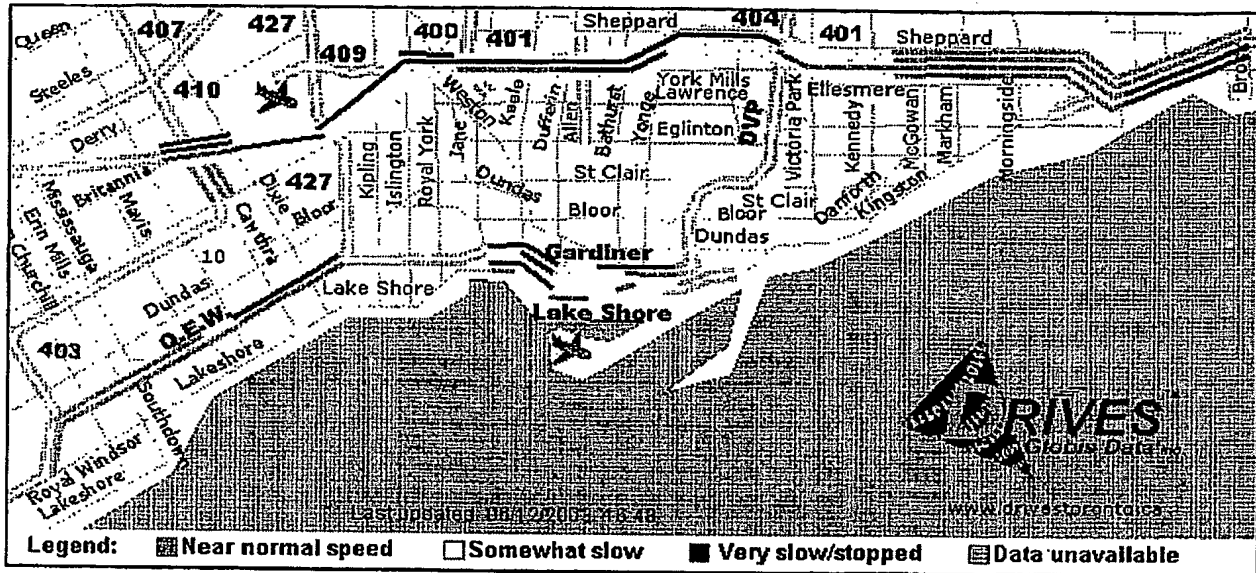 407 427 400 401 Sheppard 404 401 Sheppard
Queen
409
Steeles
410
York Mills
Lawrence
Ellesmere
Derry
Weston
Keele
Dufferin
Allen
Bathurst
Yonge
DVP
Victoria Park
Kennedy
McCowan
Markham
Morningside
Eglinton
Jane
Royal York
Islington
Kipling
Britannia
Mississauga
Erin Mills
Churchill
Mavis
Dixie
427
Bloor
Cawthra
Dundas
St Clair
St Clair
Danforth
Kingston
Bloor
Bloor
Dundas
10
Gardiner
Dundas
Lake Shore
Lake Shore
Q.E.W.
403
Lakeshore
Southdown
Royal Windsor
Lakeshore
DRIVES
Globis Data
www.drivestoronto.ca
Legend: Near normal speed Somewhat slow Very slow/stopped Data unavailable